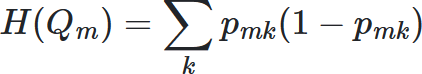 H(Q_m) = \sum_k p_{mk}(1 − p_{mk})